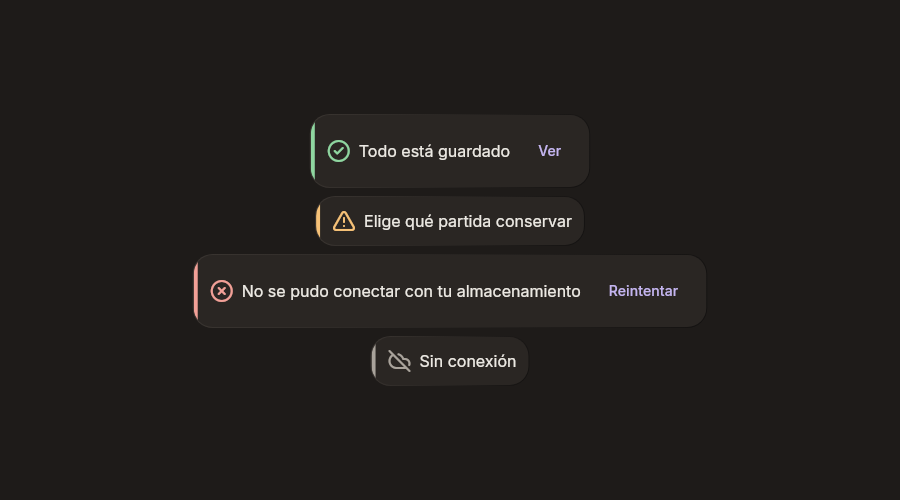 Todo está guardado Ver
Elige qué partida conservar
No se pudo conectar con tu almacenamiento Reintentar
Sin conexión